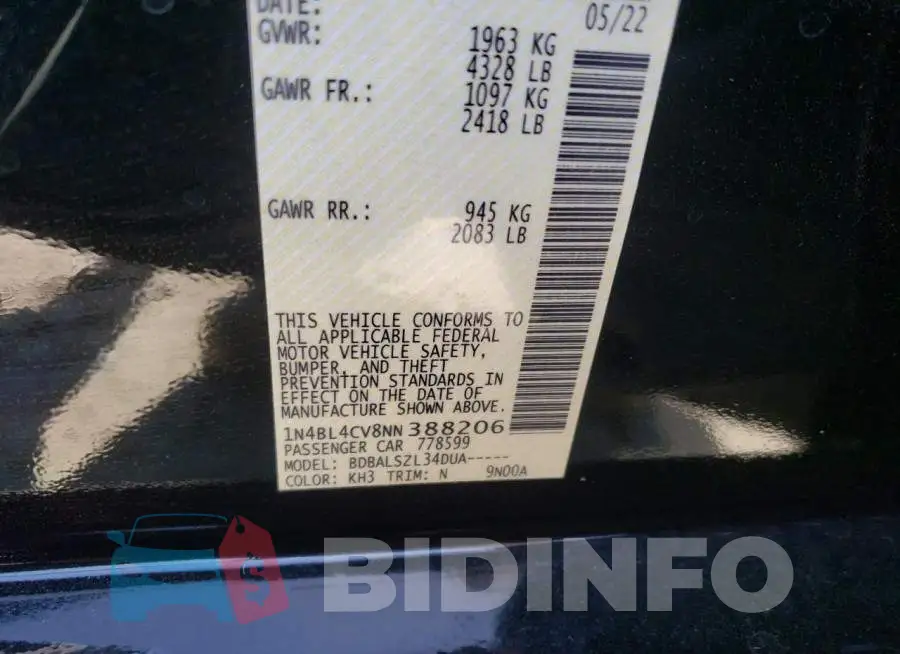 DATE: 05/22
GVWR: 1963 KG
4328 LB
GAWR FR.: 1097 KG
2418 LB
GAWR RR.: 945 KG
2083 LB
THIS VEHICLE CONFORMS TO
ALL APPLICABLE FEDERAL
MOTOR VEHICLE SAFETY,
BUMPER, AND THEFT
PREVENTION STANDARDS IN
EFFECT ON THE DATE OF
MANUFACTURE SHOWN ABOVE.
1N4BL4CV8NN388206
PASSENGER CAR 778599
MODEL: BDBALSZL34DUA-----
COLOR: KH3 TRIM: N 9N00A
$ BIDINFO